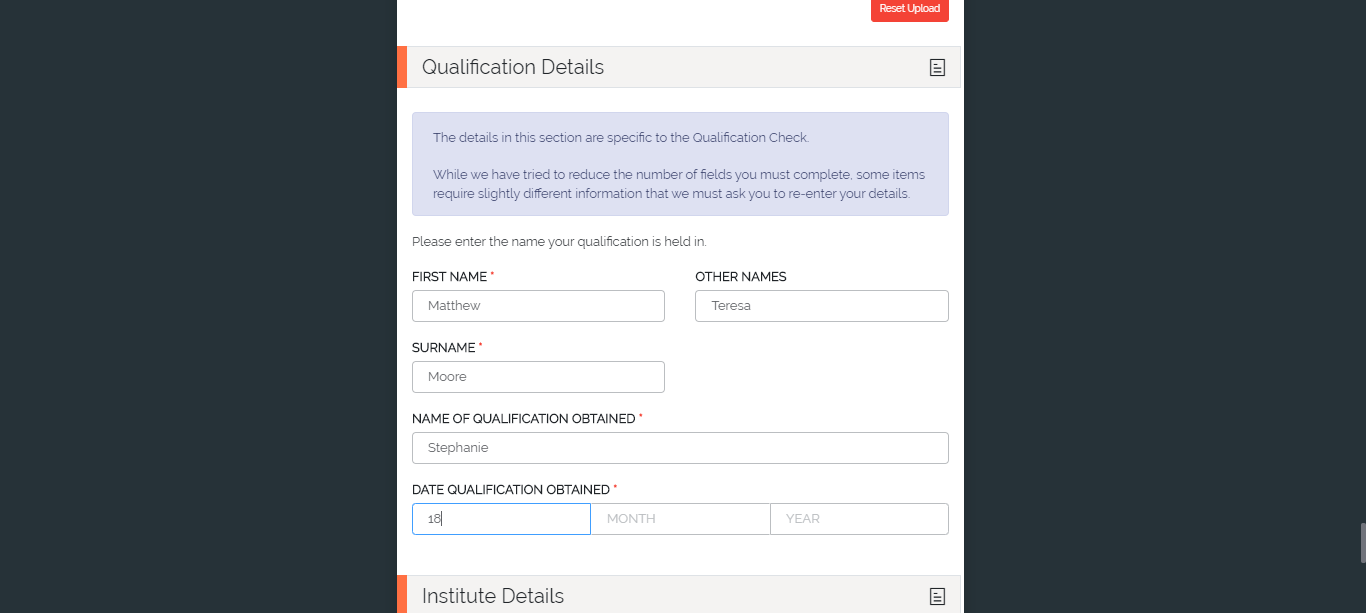 Reset Upload
Qualification Details
The details in this section are specific to the Qualification Check.
While we have tried to reduce the number of fields you must complete, some items
require slightly different information that we must ask you to re-enter your details.
Please enter the name your qualification is held in.
FIRST NAME * OTHER NAMES
Matthew Teresa
SURNAME *
Moore
NAME OF QUALIFICATION OBTAINED *
Stephanie
DATE QUALIFICATION OBTAINED *
18 MONTH YEAR
Institute Details